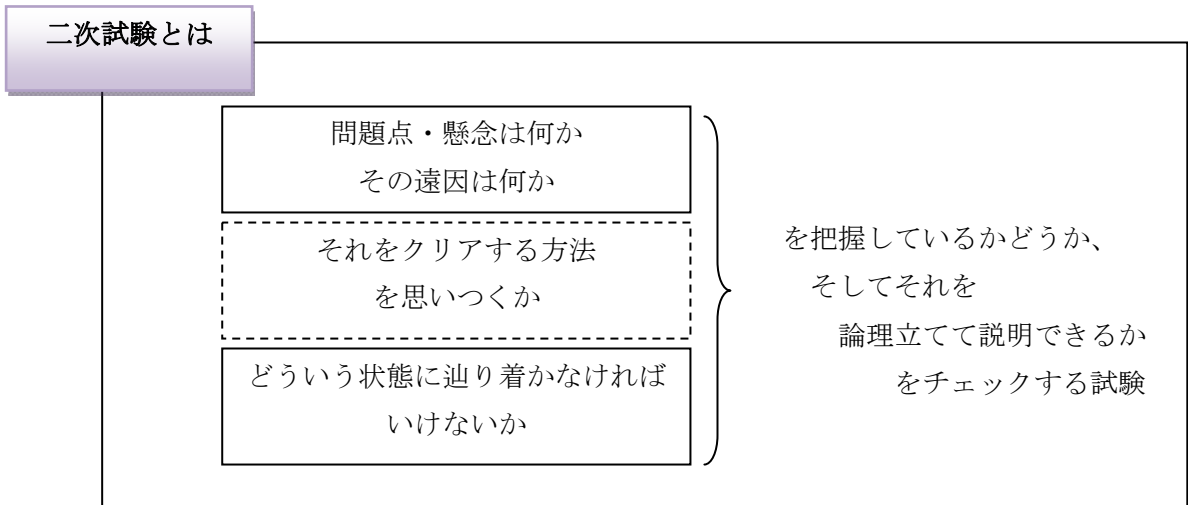 二次試験とは
問題点・懸念は何か
その遠因は何か
それをクリアする方法
を思いつくか
どういう状態に辿り着かなければ
いけないか
を把握しているかどうか、
そしてそれを
論理立てて説明できるか
をチェックする試験